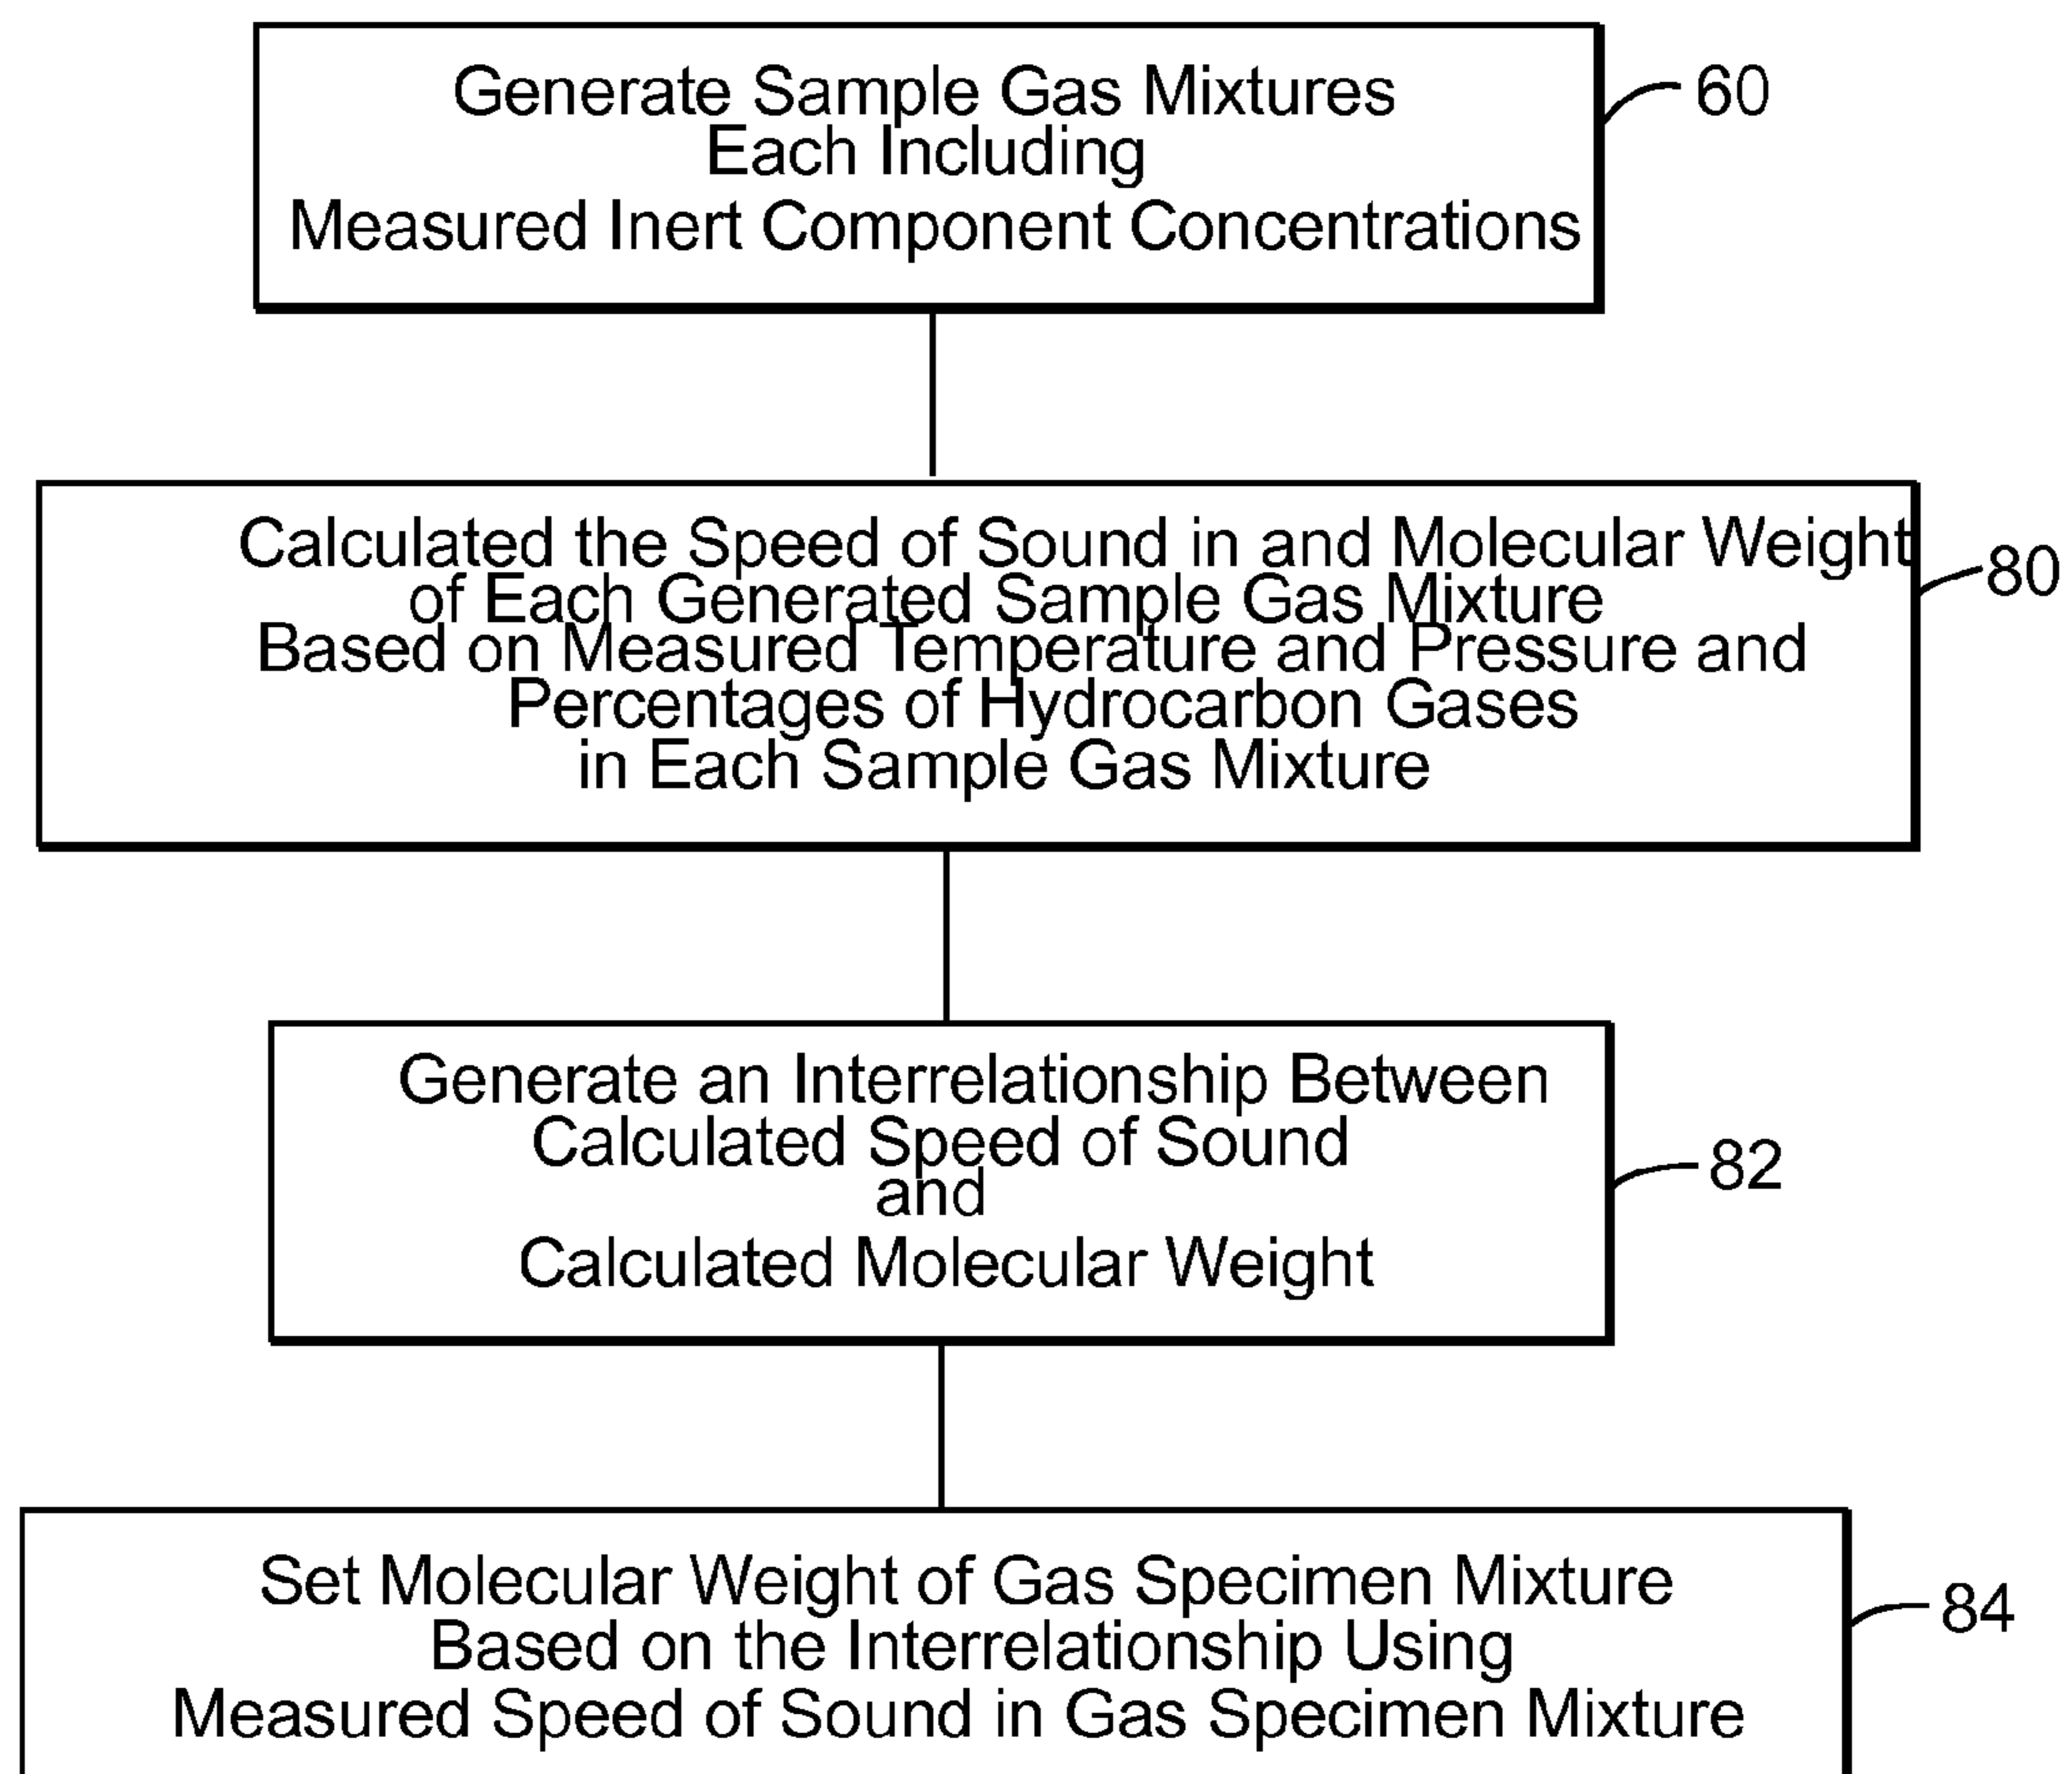 Generate Sample Gas Mixtures
Each Including
Measured Inert Component Concentrations
60
Calculated the Speed of Sound in and Molecular Weight
of Each Generated Sample Gas Mixture
Based on Measured Temperature and Pressure and
Percentages of Hydrocarbon Gases
in Each Sample Gas Mixture
80
Generate an Interrelationship Between
Calculated Speed of Sound
and
Calculated Molecular Weight
82
Set Molecular Weight of Gas Specimen Mixture
Based on the Interrelationship Using
Measured Speed of Sound in Gas Specimen Mixture
84